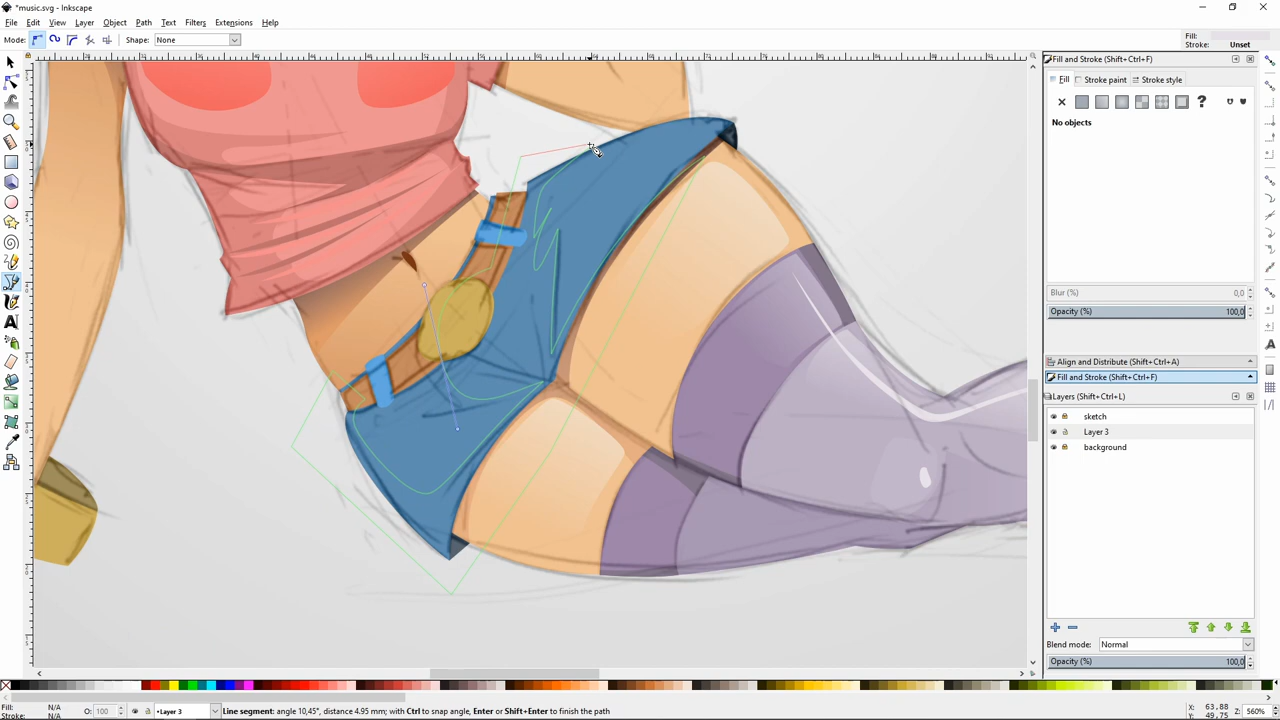 *music.svg - Inkscape
File Edit View Layer Object Path Text Filters Extensions Help
Mode: Shape: None
Fill:
Stroke: Unset
Fill and Stroke (Shift+Ctrl+F)
Fill Stroke paint Stroke style
No objects
Blur (%) 0,0
Opacity (%) 100,0
Align and Distribute (Shift+Ctrl+A)
Fill and Stroke (Shift+Ctrl+F)
Layers (Shift+Ctrl+L)
sketch
Layer 3
background
Blend mode: Normal
Opacity (%) 100,0
Fill: N/A
Stroke: N/A
O: 100
•Layer 3
Line segment: angle 10,45°, distance 4.95 mm; with Ctrl to snap angle, Enter or Shift+Enter to finish the path
X: 63,88
Y: 49,75
Z: 560%